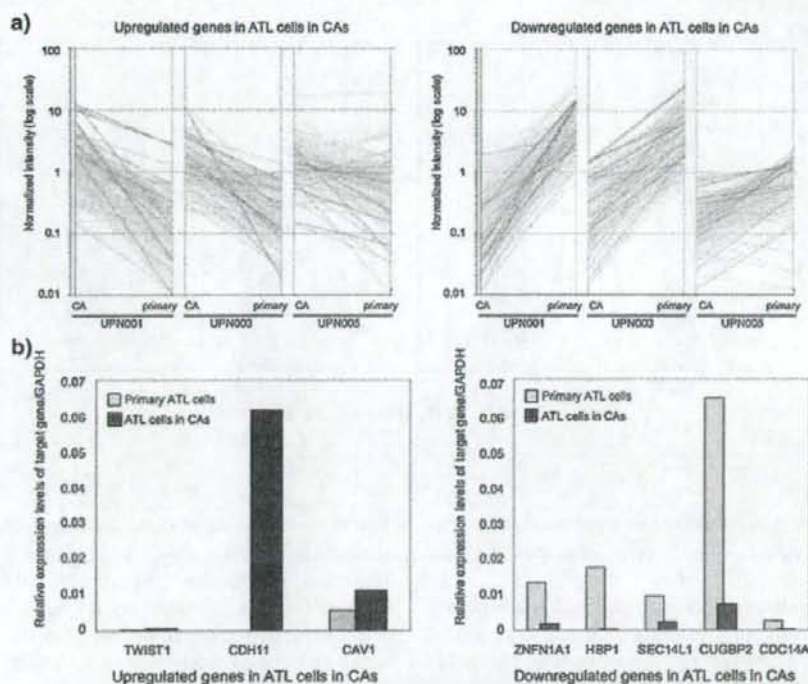 a)
Upregulated genes in ATL cells in CAs
Downregulated genes in ATL cells in CAs
Normalized intensity (log scale)
100
10
1
0.1
0.01
CA primary CA primary CA primary
UPN001 UPN003 UPN005
Normalized intensity (log scale)
100
10
1
0.1
0.01
CA primary CA primary CA primary
UPN001 UPN003 UPN005
b)
Relative expression levels of target gene/GAPDH
0.07
0.06
0.05
0.04
0.03
0.02
0.01
0
Primary ATL cells
ATL cells in CAs
TWIST1 CDH11 CAV1
Upregulated genes in ATL cells in CAs
Relative expression levels of target gene/GAPDH
0.07
0.06
0.05
0.04
0.03
0.02
0.01
0
Primary ATL cells
ATL cells in CAs
ZNFN1A1 HBP1 SEC14L1 CUGBP2 CDC14A
Downregulated genes in ATL cells in CAs